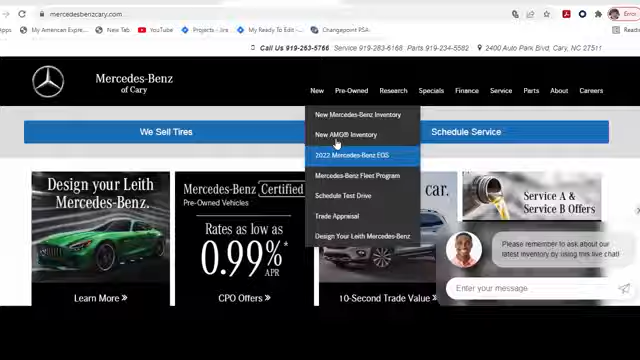 mercedesbenzcary.com
Error
My American Expre...
New Tab
YouTube
Projects - Jira
My Ready To Edit -...
Changepoint PSA
Call Us 919-263-5766 Service 919-283-6168 Parts 919-234-5582 2400 Auto Park Blvd, Cary, NC 27511
Mercedes-Benz
of Cary
New Pre-Owned Research Specials Finance Service Parts About Careers
New Mercedes-Benz Inventory
New AMG® Inventory
2022 Mercedes-Benz EQS
Mercedes-Benz Fleet Program
Schedule Test Drive
Trade Appraisal
Design Your Leith Mercedes-Benz
We Sell Tires
Schedule Service
Design your Leith
Mercedes-Benz.
Learn More »
Mercedes-Benz Certified
Pre-Owned Vehicles
Rates as low as
0.99%*
APR
CPO Offers »
car.
10-Second Trade Value»
Service A &
Service B Offers
Please remember to ask about our
latest inventory by using this live chat!
Enter your message